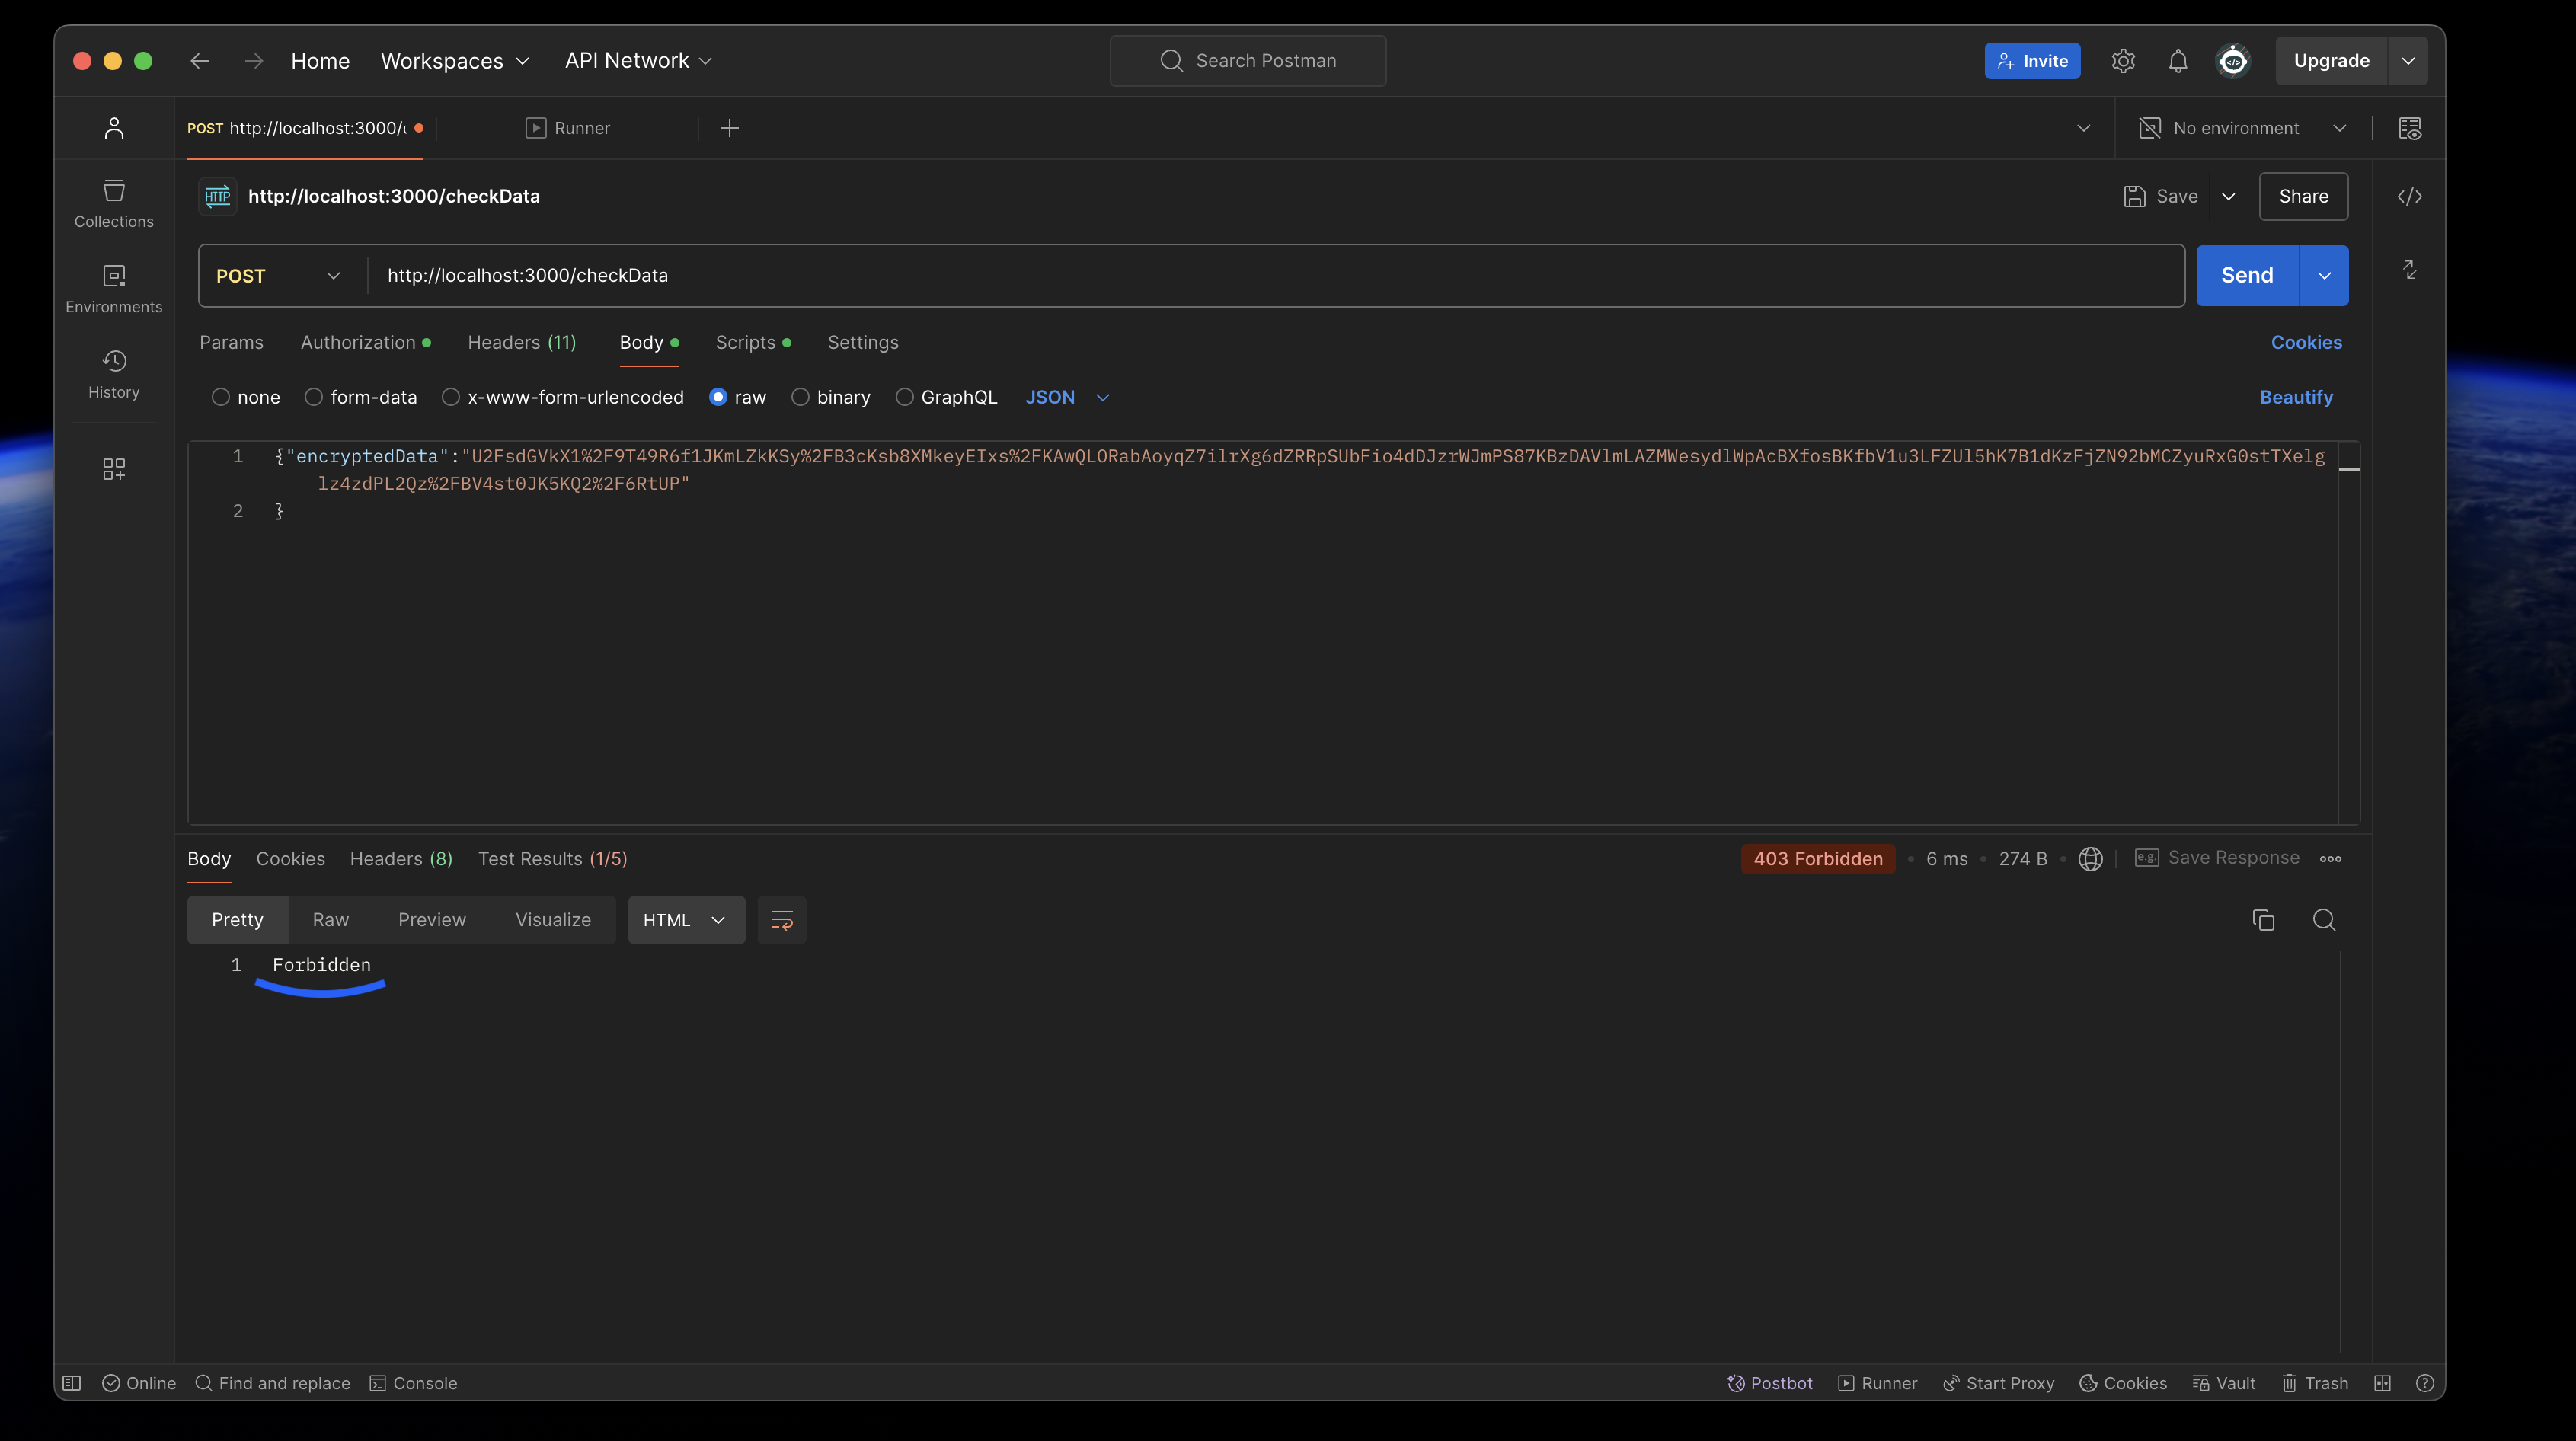 Home Workspaces API Network Search Postman Invite Upgrade
POST http://localhost:3000/ Runner No environment
HTTP http://localhost:3000/checkData Save Share
Collections
POST http://localhost:3000/checkData Send
Environments
Params Authorization Headers (11) Body Scripts Settings Cookies
History
none form-data x-www-form-urlencoded raw binary GraphQL JSON Beautify
1 {"encryptedData":"U2FsdGVkX1%2F9T49R6f1JKmLZkKSy%2FB3cKsb8XMkeyEIxs%2FKAwQLORabAoyqZ7ilrXg6dZRRpSUbFio4dDJzrWJmPS87KBzDAVlmLAZMWesydlWpAcBXfosBKfbV1u3LFZUl5hK7B1dKzFjZN92bMCZyuRxG0stTXelg
lz4zdPL2Qz%2FBV4st0JK5KQ2%2F6RtUP"
2 }
Body Cookies Headers (8) Test Results (1/5) 403 Forbidden 6 ms 274 B e.g. Save Response
Pretty Raw Preview Visualize HTML
1 Forbidden
Online Find and replace Console Postbot Runner Start Proxy Cookies Vault Trash